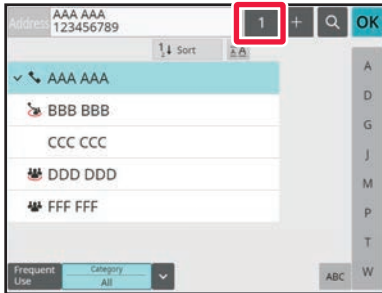 Address
AAA AAA
123456789
1
+
OK
Sort
AAA AAA
BBB BBB
CCC CCC
DDD DDD
FFF FFF
A
D
G
J
M
P
T
W
Frequent
Use
Category
All
ABC